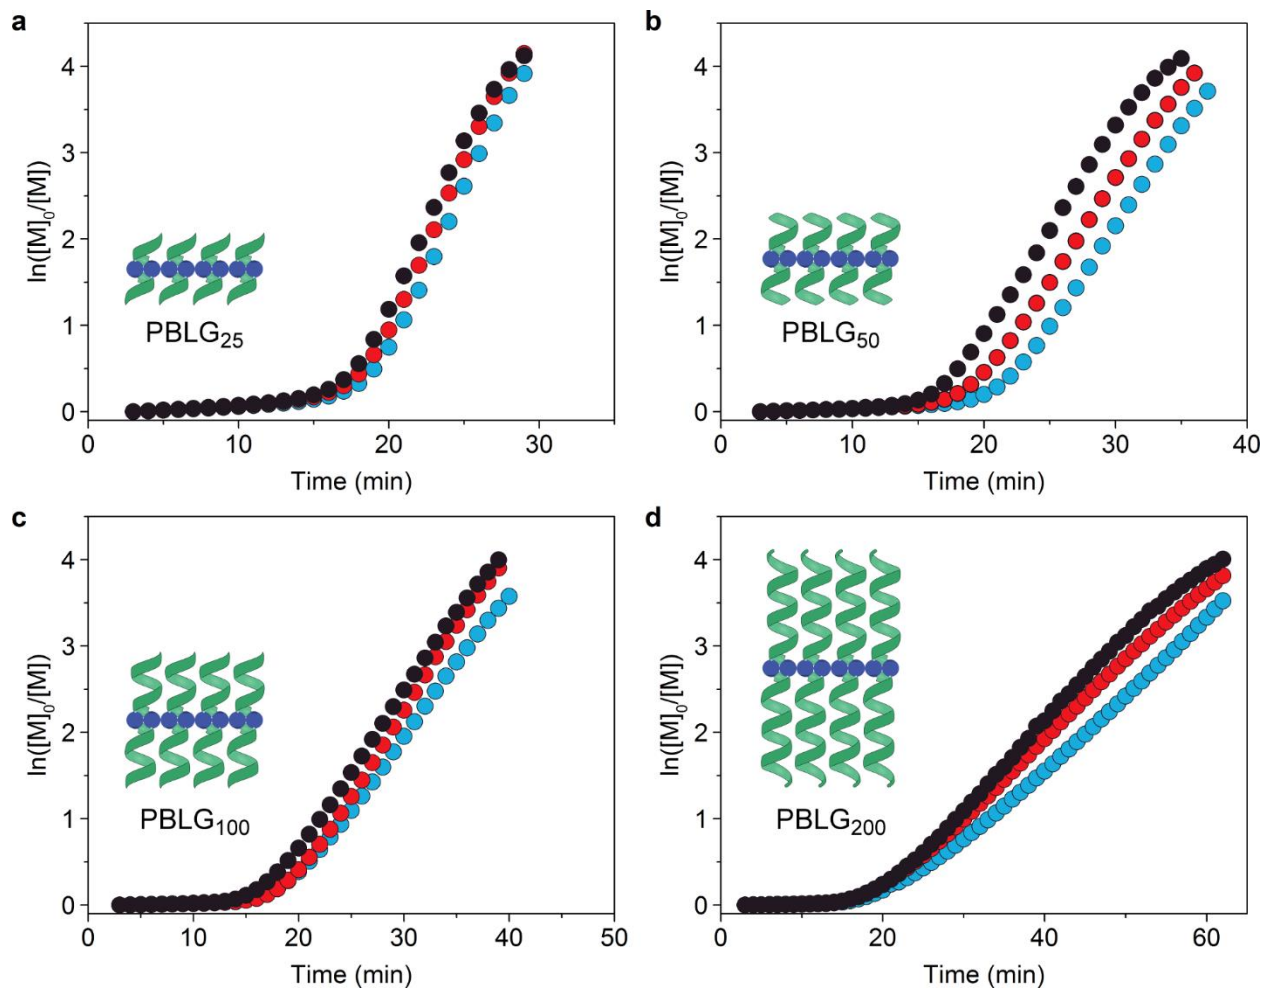 a
4
3
2
1
0
ln([M]₀/[M])
PBLG₂₅
0 10 20 30
Time (min)
b
4
3
2
1
0
ln([M]₀/[M])
PBLG₅₀
0 10 20 30 40
Time (min)
c
4
3
2
1
0
ln([M]₀/[M])
PBLG₁₀₀
0 10 20 30 40 50
Time (min)
d
4
3
2
1
0
ln([M]₀/[M])
PBLG₂₀₀
0 20 40 60
Time (min)